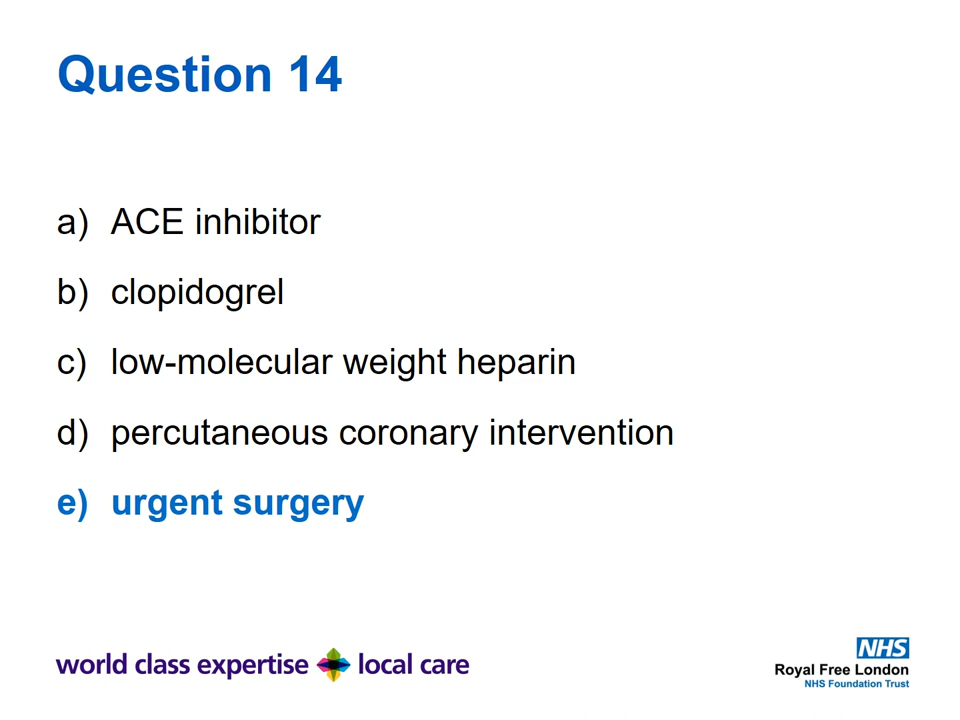 Question 14
a) ACE inhibitor
b) clopidogrel
c) low-molecular weight heparin
d) percutaneous coronary intervention
e) urgent surgery
world class expertise local care
NHS
Royal Free London
NHS Foundation Trust